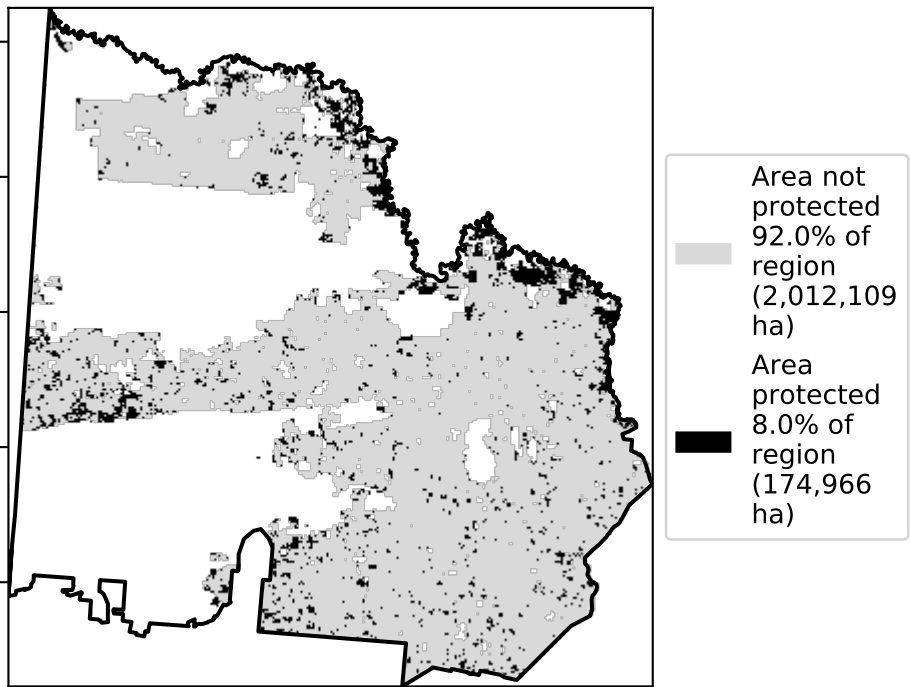 Area not
protected
92.0% of
region
(2,012,109
ha)
Area
protected
8.0% of
region
(174,966
ha)